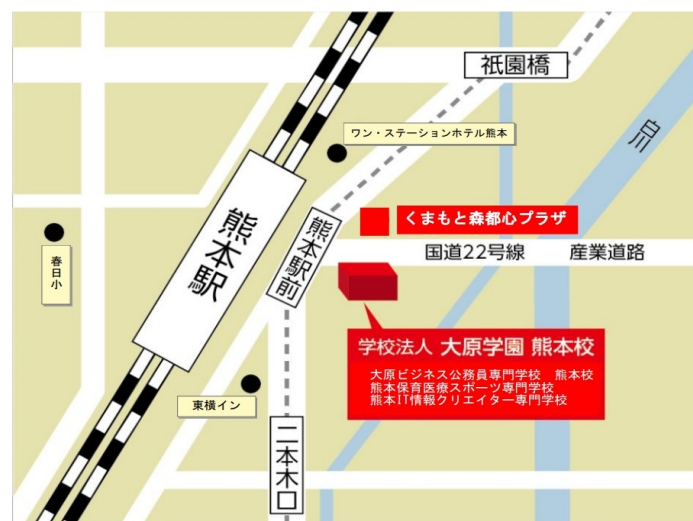 祇園橋
白川
ワン・ステーションホテル熊本
熊本駅
熊本駅前
くまもと森都心プラザ
春日小
国道22号線　産業道路
学校法人 大原学園 熊本校
大原ビジネス公務員専門学校　熊本校
熊本保育医療スポーツ専門学校
熊本IT情報クリエイター専門学校
東横イン
二本木口